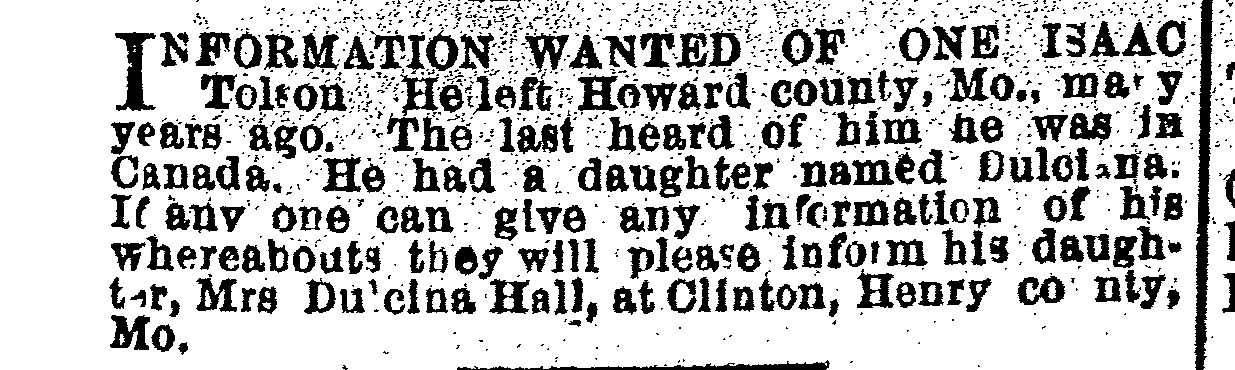 INFORMATION WANTED OF ONE ISAAC
Tolson He left Howard county, Mo., many
years ago. The last heard of him he was in
Canada. He had a daughter named Dulciana.
If any one can give any information of his
whereabouts they will please inform his daugh-
ter, Mrs Dulcina Hall, at Clinton, Henry county,
Mo.